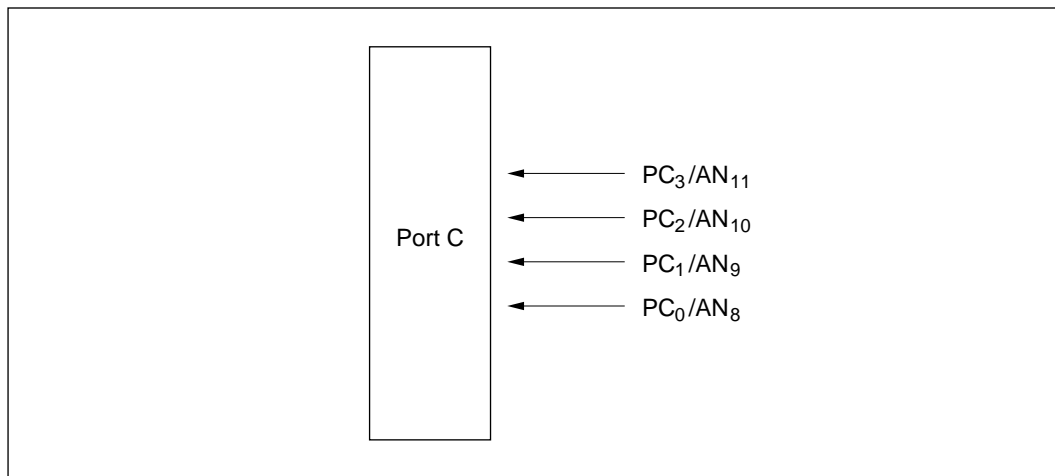 PC₃/AN₁₁
PC₂/AN₁₀
Port C
PC₁/AN₉
PC₀/AN₈